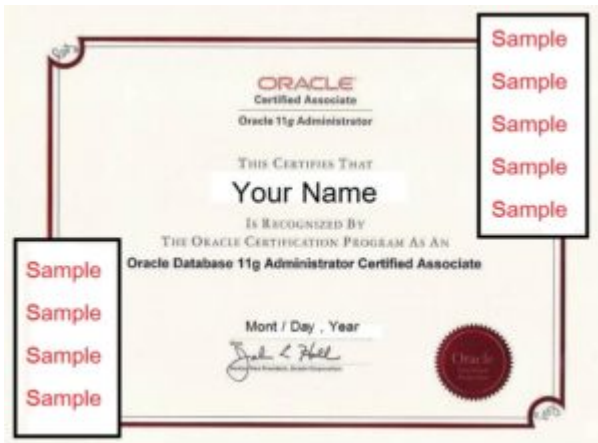 Sample
Sample
Sample
Sample
Sample
ORACLE
Certified Associate
Oracle 11g Administrator
THIS CERTIFIES THAT
Your Name
IS RECOGNIZED BY
THE ORACLE CERTIFICATION PROGRAM AS AN
Oracle Database 11g Administrator Certified Associate
Sample
Sample
Sample
Sample
Mont / Day , Year
Oracle